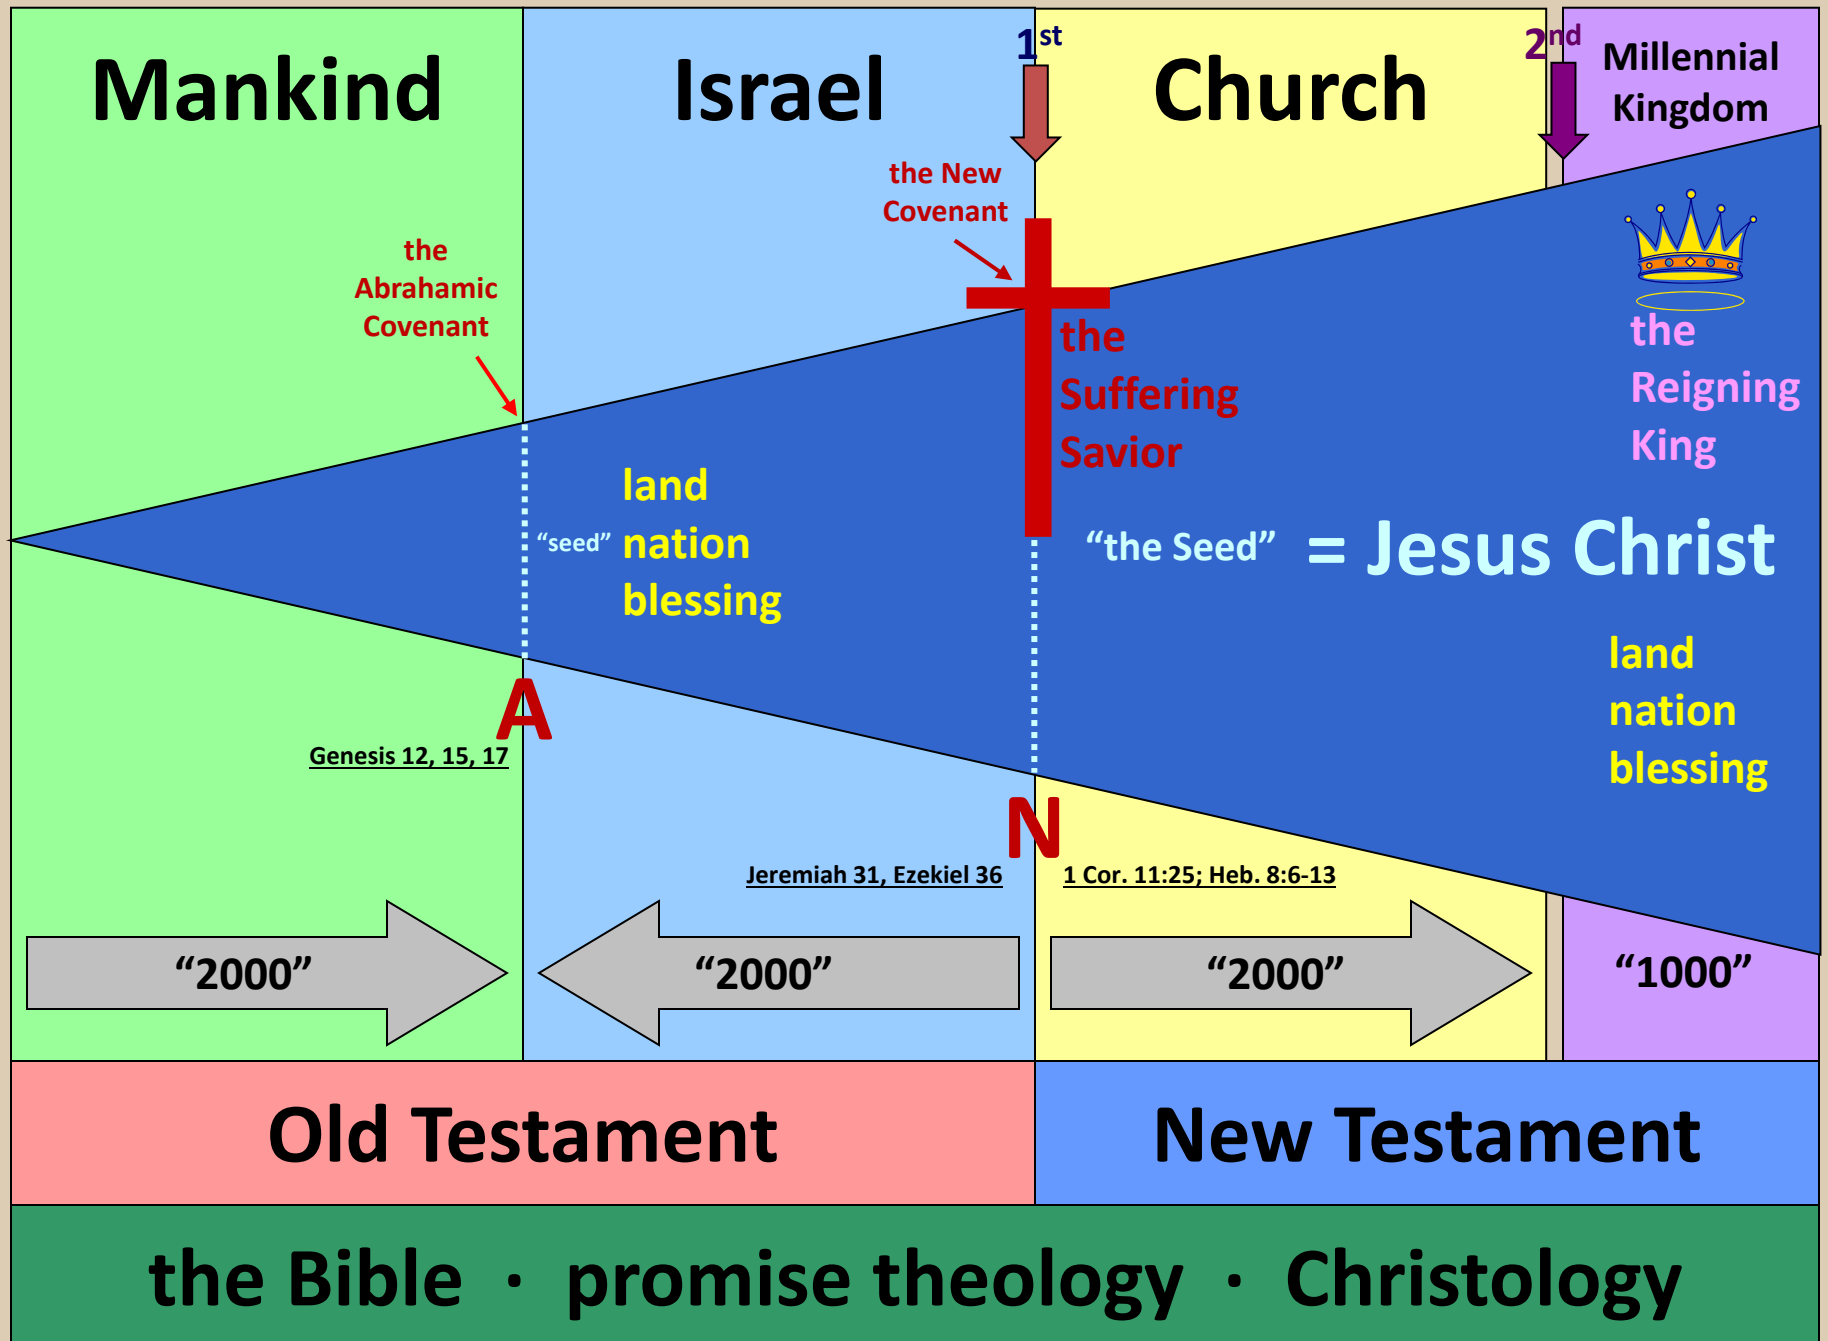 Mankind
Israel
1st
Church
2nd
Millennial
Kingdom
the New
Covenant
the
Abrahamic
Covenant
the
Suffering
Savior
the
Reigning
King
land
“seed” nation
blessing
“the Seed” = Jesus Christ
land
nation
blessing
A
Genesis 12, 15, 17
N
Jeremiah 31, Ezekiel 36
1 Cor. 11:25; Heb. 8:6-13
“2000”
“2000”
“2000”
“1000”
Old Testament
New Testament
the Bible · promise theology · Christology